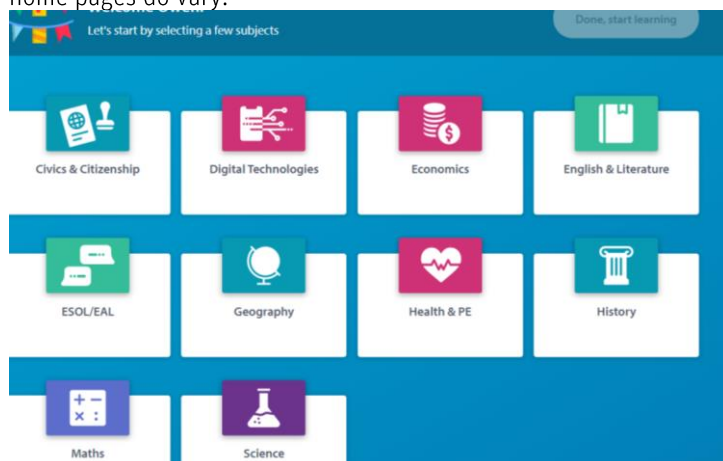 home pages do vary.
Done, start learning
Let's start by selecting a few subjects
Civics & Citizenship
Digital Technologies
Economics
English & Literature
ESOL/EAL
Geography
Health & PE
History
Maths
Science